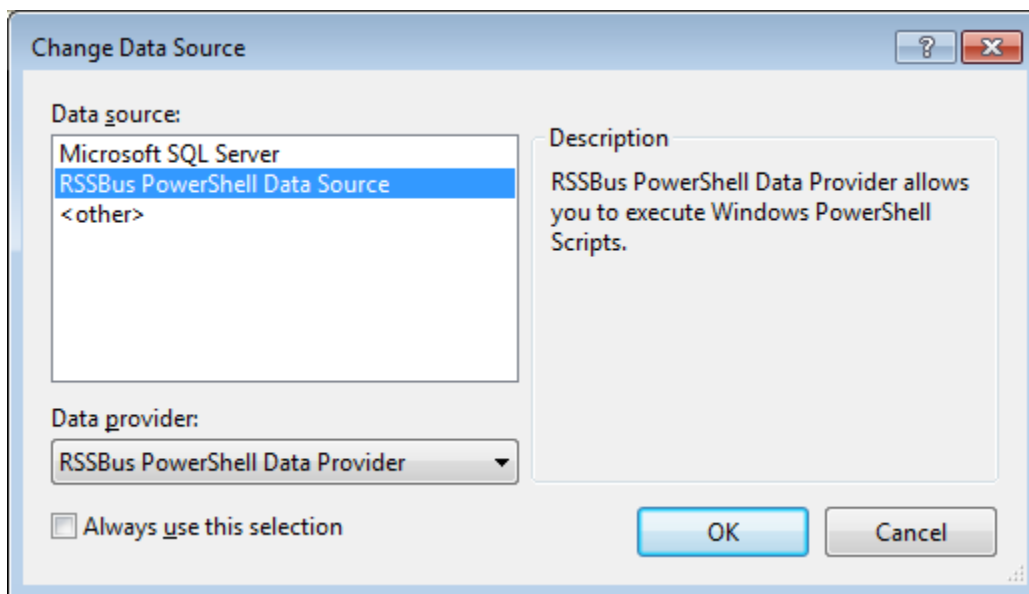 Change Data Source
Data source:
Microsoft SQL Server
RSSBus PowerShell Data Source
<other>
Data provider:
RSSBus PowerShell Data Provider
Always use this selection
Description
RSSBus PowerShell Data Provider allows
you to execute Windows PowerShell
Scripts.
OK
Cancel